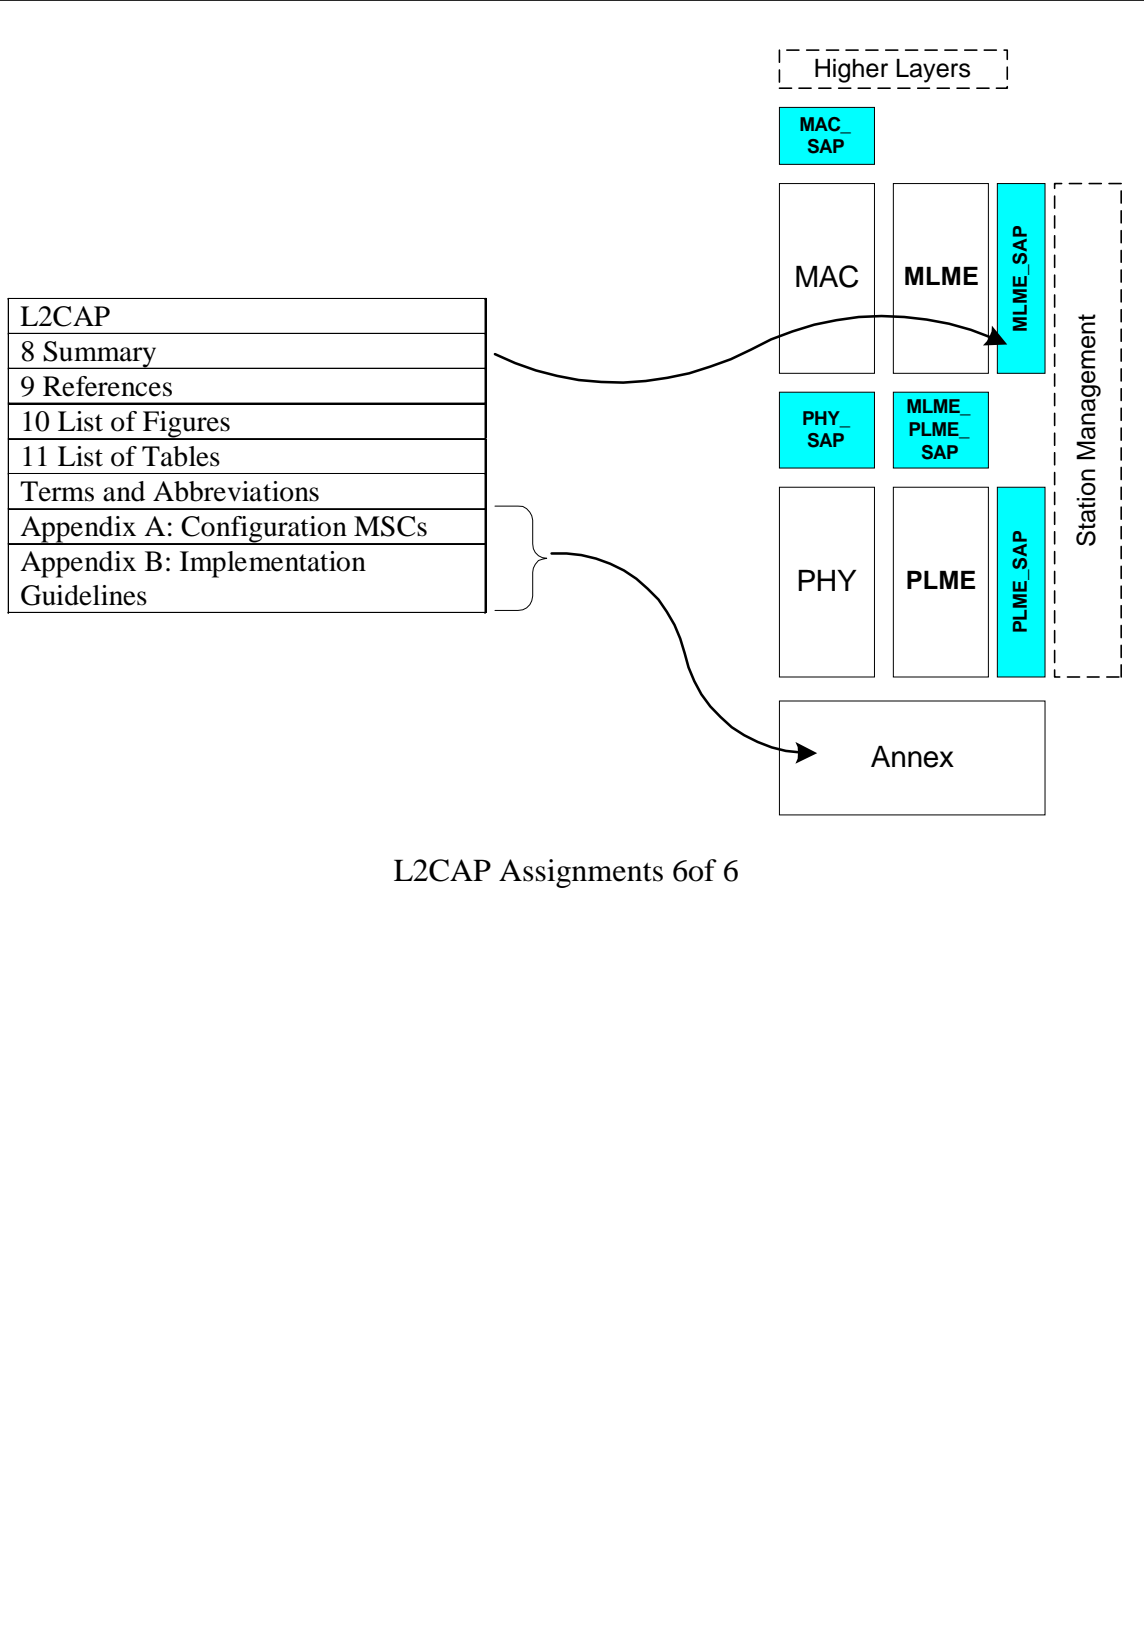 Higher Layers
MAC_
SAP
MAC
MLME
MLME_SAP
Station Management
L2CAP
8 Summary
9 References
10 List of Figures
11 List of Tables
Terms and Abbreviations
Appendix A: Configuration MSCs
Appendix B: Implementation
Guidelines
PHY_
SAP
MLME_
PLME_
SAP
PHY
PLME
PLME_SAP
Annex
L2CAP Assignments 6of 6